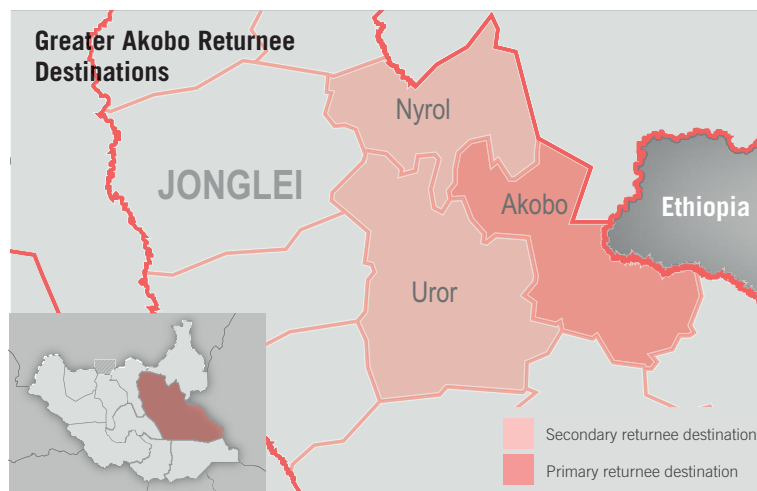 Greater Akobo Returnee
Destinations
Nyrol
JONGLEI
Akobo
Ethiopia
Uror
Secondary returnee destination
Primary returnee destination